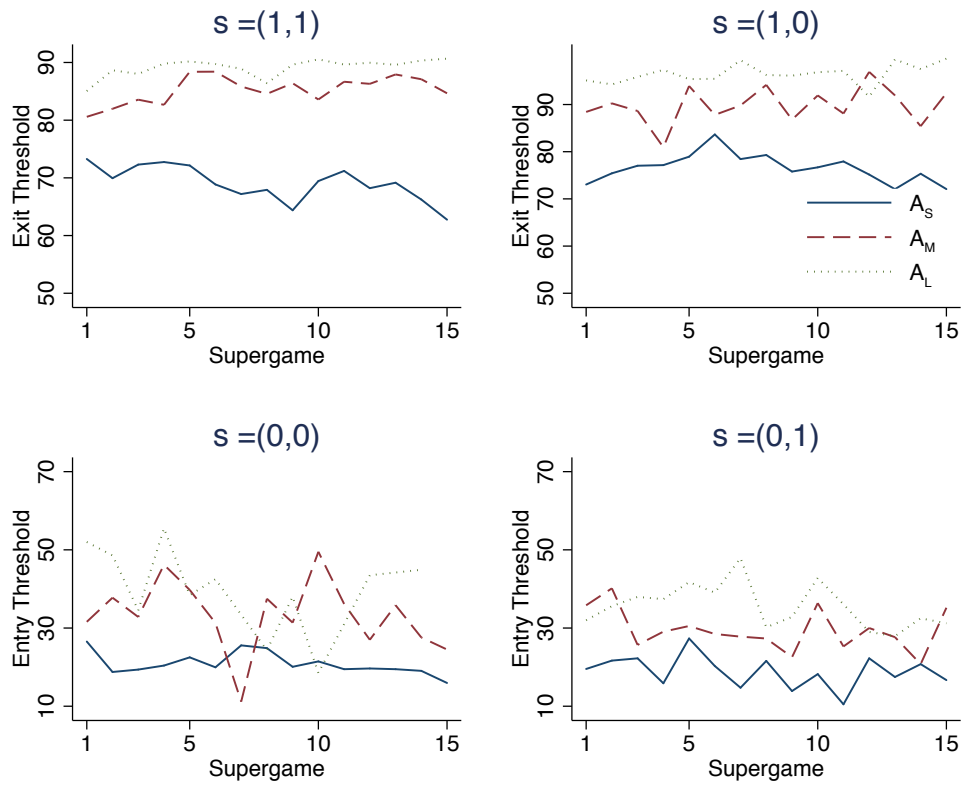 s =(1,1)
Exit Threshold
90
80
70
60
50
1 5 10 15
Supergame
s =(1,0)
Exit Threshold
90
80
70
60
50
A_S
A_M
A_L
1 5 10 15
Supergame
s =(0,0)
Entry Threshold
70
50
30
10
1 5 10 15
Supergame
s =(0,1)
Entry Threshold
70
50
30
10
1 5 10 15
Supergame